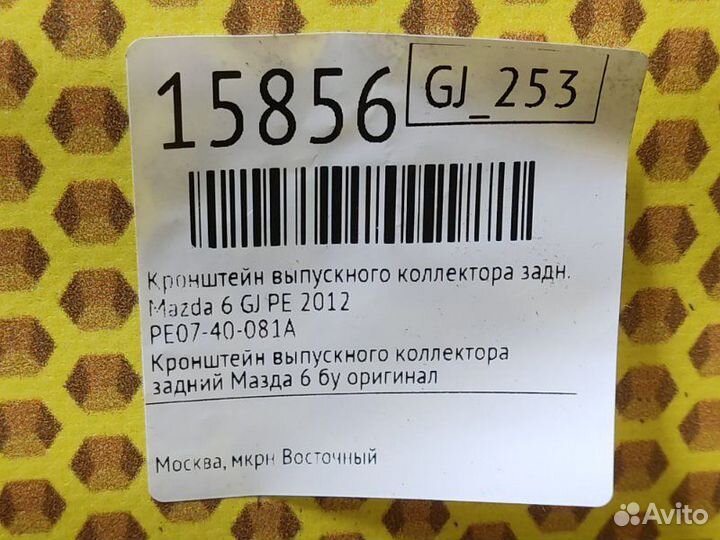 15856
GJ_253
Кронштейн выпускного коллектора задн.
Mazda 6 GJ PE 2012
PE07-40-081A
Кронштейн выпускного коллектора
задний Мазда 6 бу оригинал
Москва, мкрн Восточный
Avito